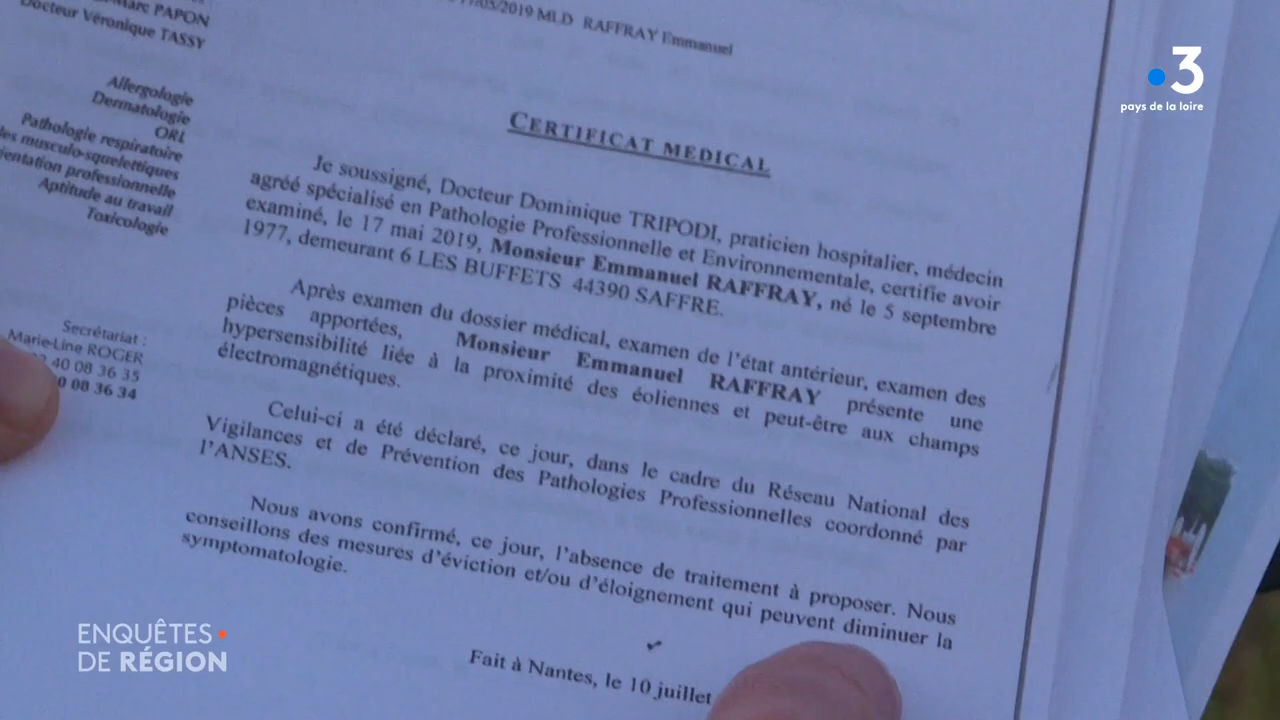 Marc PAPON
Docteur Véronique TASSY
Allergologie
Dermatologie
ORL
Pathologie respiratoire
les musculo-squelettiques
ientation professionnelle
Aptitude au travail
Toxicologie
Secrétariat :
Marie-Line ROGER
40 08 36 35
0 08 36 34
/05/2019 MLD RAFFRAY Emmanuel
CERTIFICAT MEDICAL
Je soussigné, Docteur Dominique TRIPODI, praticien hospitalier, médecin
agréé spécialisé en Pathologie Professionnelle et Environnementale, certifie avoir
examiné, le 17 mai 2019, Monsieur Emmanuel RAFFRAY, né le 5 septembre
1977, demeurant 6 LES BUFFETS 44390 SAFFRE.
Après examen du dossier médical, examen de l'état antérieur, examen des
pièces apportées, Monsieur Emmanuel RAFFRAY présente une
hypersensibilité liée à la proximité des éoliennes et peut-être aux champs
électromagnétiques.
Celui-ci a été déclaré, ce jour, dans le cadre du Réseau National des
Vigilances et de Prévention des Pathologies Professionnelles coordonné par
l'ANSES.
Nous avons confirmé, ce jour, l'absence de traitement à proposer. Nous
conseillons des mesures d'éviction et/ou d'éloignement qui peuvent diminuer la
symptomatologie.
Fait à Nantes, le 10 juillet
3
pays de la loire
ENQUÊTES
DE RÉGION